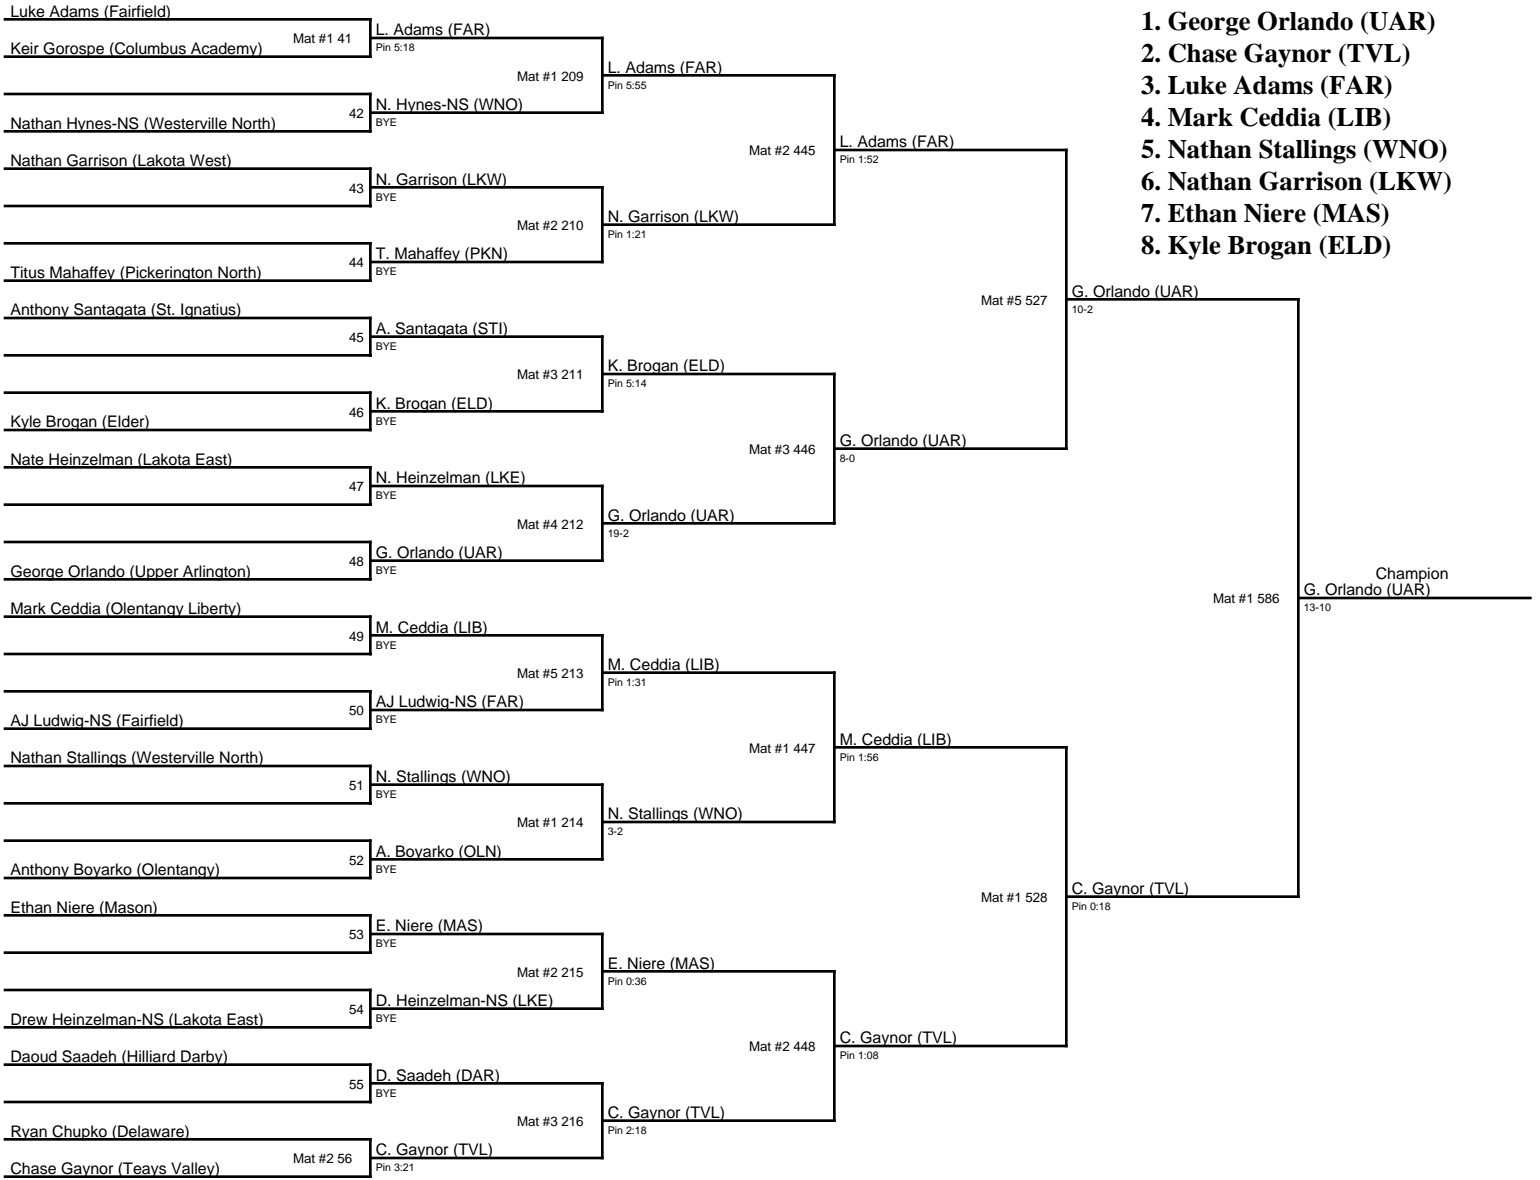 Luke Adams (Fairfield)
Keir Gorospe (Columbus Academy)
Mat #1 41
L. Adams (FAR)
Pin 5:18
Mat #1 209
Nathan Hynes-NS (Westerville North)
42
N. Hynes-NS (WNO)
BYE
L. Adams (FAR)
Pin 5:55
Mat #2 445
Nathan Garrison (Lakota West)
43
N. Garrison (LKW)
BYE
Mat #2 210
Titus Mahaffey (Pickerington North)
44
T. Mahaffey (PKN)
BYE
N. Garrison (LKW)
Pin 1:21
L. Adams (FAR)
Pin 1:52
Mat #5 527
Anthony Santagata (St. Ignatius)
45
A. Santagata (STI)
BYE
Mat #3 211
Kyle Brogan (Elder)
46
K. Brogan (ELD)
BYE
K. Brogan (ELD)
Pin 5:14
Mat #3 446
Nate Heinzelman (Lakota East)
47
N. Heinzelman (LKE)
BYE
Mat #4 212
George Orlando (Upper Arlington)
48
G. Orlando (UAR)
BYE
G. Orlando (UAR)
19-2
G. Orlando (UAR)
8-0
G. Orlando (UAR)
10-2
Mat #1 586
Mark Ceddia (Olentangy Liberty)
49
M. Ceddia (LIB)
BYE
Mat #5 213
AJ Ludwig-NS (Fairfield)
50
AJ Ludwig-NS (FAR)
BYE
M. Ceddia (LIB)
Pin 1:31
Mat #1 447
Nathan Stallings (Westerville North)
51
N. Stallings (WNO)
BYE
Mat #1 214
Anthony Boyarko (Olentangy)
52
A. Boyarko (OLN)
BYE
N. Stallings (WNO)
3-2
M. Ceddia (LIB)
Pin 1:56
Mat #1 528
Ethan Niere (Mason)
53
E. Niere (MAS)
BYE
Mat #2 215
Drew Heinzelman-NS (Lakota East)
54
D. Heinzelman-NS (LKE)
BYE
E. Niere (MAS)
Pin 0:36
Mat #2 448
Daoud Saadeh (Hilliard Darby)
55
D. Saadeh (DAR)
BYE
Mat #3 216
Ryan Chupko (Delaware)
Chase Gaynor (Teays Valley)
Mat #2 56
C. Gaynor (TVL)
Pin 3:21
C. Gaynor (TVL)
Pin 2:18
C. Gaynor (TVL)
Pin 1:08
C. Gaynor (TVL)
Pin 0:18
Champion
G. Orlando (UAR)
13-10
1. George Orlando (UAR)
2. Chase Gaynor (TVL)
3. Luke Adams (FAR)
4. Mark Ceddia (LIB)
5. Nathan Stallings (WNO)
6. Nathan Garrison (LKW)
7. Ethan Niere (MAS)
8. Kyle Brogan (ELD)